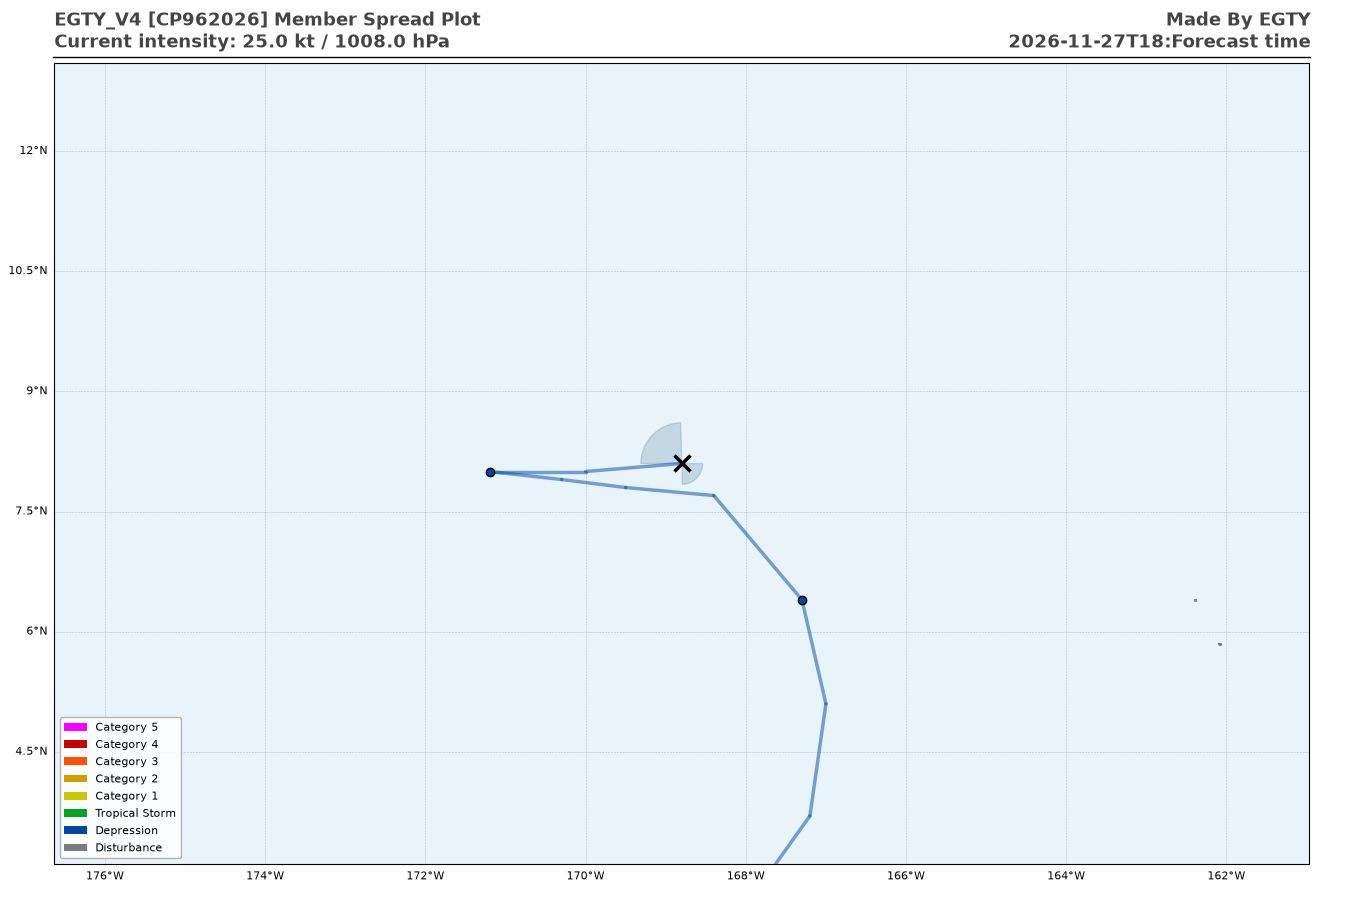 EGTY_V4 [CP962026] Member Spread Plot
Made By EGTY
Current intensity: 25.0 kt / 1008.0 hPa
2026-11-27T18:Forecast time
12°N
10.5°N
9°N
7.5°N
6°N
4.5°N
Category 5
Category 4
Category 3
Category 2
Category 1
Tropical Storm
Depression
Disturbance
176°W
174°W
172°W
170°W
168°W
166°W
164°W
162°W